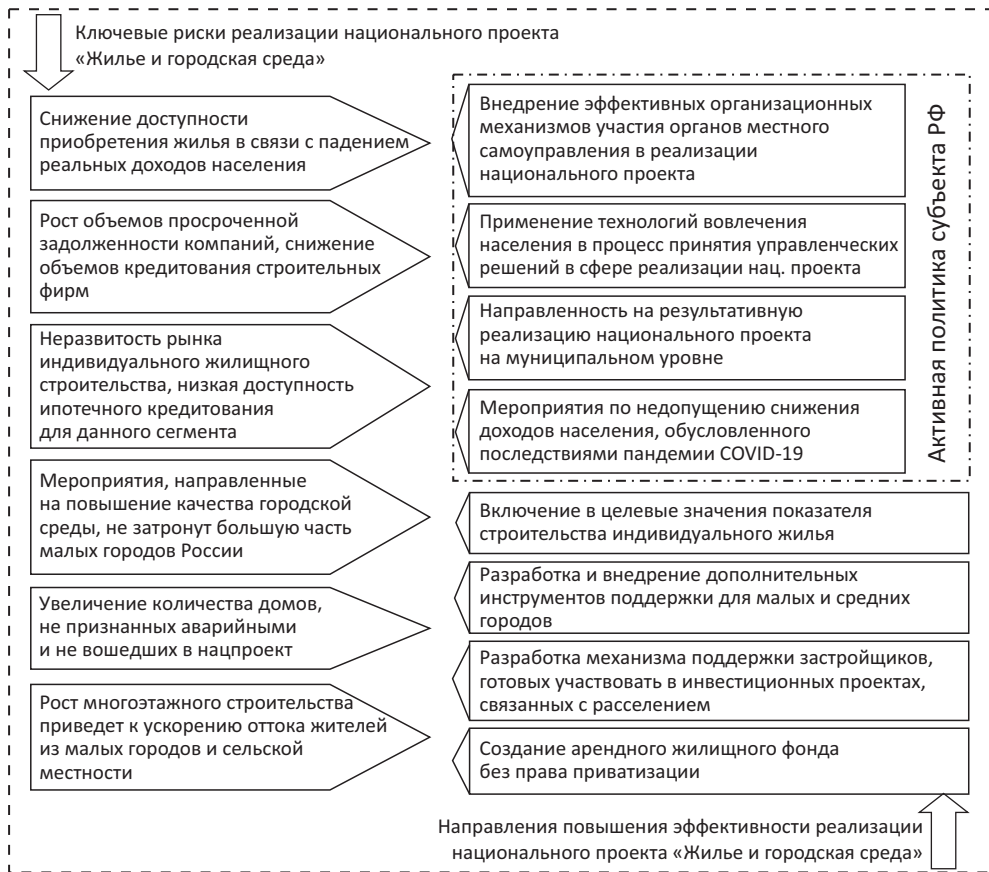 Ключевые риски реализации национального проекта
«Жилье и городская среда»
Снижение доступности
приобретения жилья в связи с падением
реальных доходов населения
Рост объемов просроченной
задолженности компаний, снижение
объемов кредитования строительных
фирм
Неразвитость рынка
индивидуального жилищного
строительства, низкая доступность
ипотечного кредитования
для данного сегмента
Мероприятия, направленные
на повышение качества городской
среды, не затронут большую часть
малых городов России
Увеличение количества домов,
не признанных аварийными
и не вошедших в нацпроект
Рост многоэтажного строительства
приведет к ускорению оттока жителей
из малых городов и сельской
местности
Внедрение эффективных организационных
механизмов участия органов местного
самоуправления в реализации
национального проекта
Применение технологий вовлечения
населения в процесс принятия управленческих
решений в сфере реализации нац. проекта
Направленность на результативную
реализацию национального проекта
на муниципальном уровне
Мероприятия по недопущению снижения
доходов населения, обусловленного
последствиями пандемии COVID-19
Активная политика субъекта РФ
Включение в целевые значения показателя
строительства индивидуального жилья
Разработка и внедрение дополнительных
инструментов поддержки для малых и средних
городов
Разработка механизма поддержки застройщиков,
готовых участвовать в инвестиционных проектах,
связанных с расселением
Создание арендного жилищного фонда
без права приватизации
Направления повышения эффективности реализации
национального проекта «Жилье и городская среда»